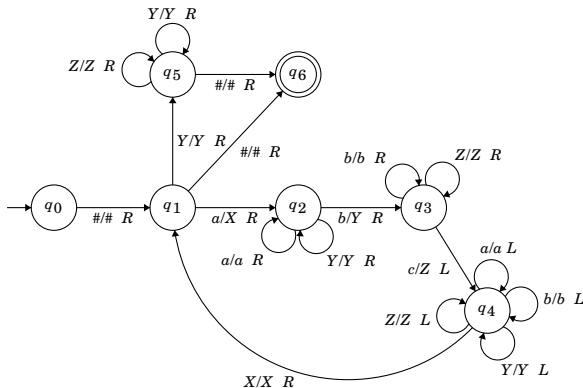 Y/Y R
Z/Z R
q5
#/# R
q6
Y/Y R
#/# R
b/b R
Z/Z R
q0
#/# R
q1
a/X R
q2
b/Y R
q3
a/a R
Y/Y R
c/Z L
a/a L
q4
b/b L
Z/Z L
Y/Y L
X/X R